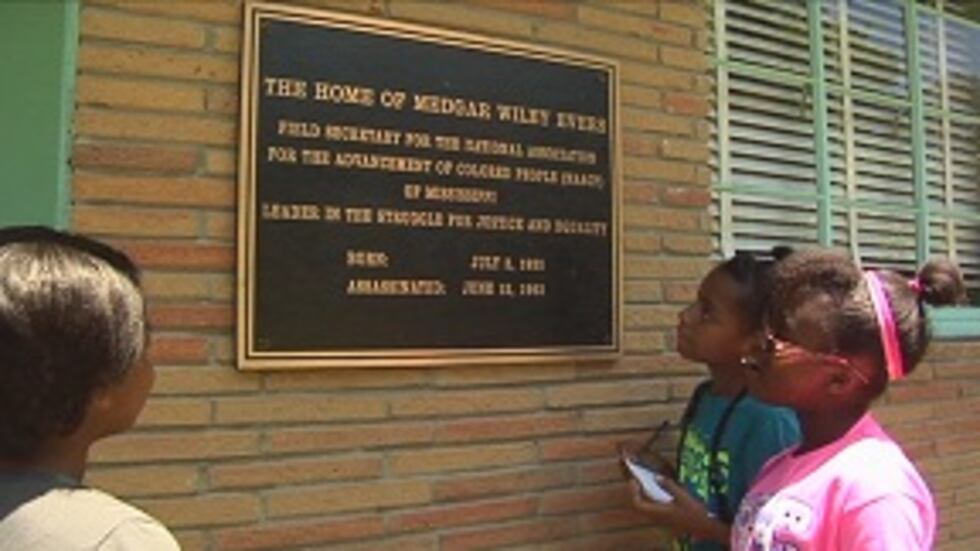 THE HOME OF MEDGAR WILEY EVERS
FIELD SECRETARY FOR THE NATIONAL ASSOCIATION
FOR THE ADVANCEMENT OF COLORED PEOPLE (NAACP)
OF MISSISSIPPI
LEADER IN THE STRUGGLE FOR JUSTICE AND EQUALITY
BORN: JULY 2, 1925
ASSASSINATED: JUNE 12, 1963